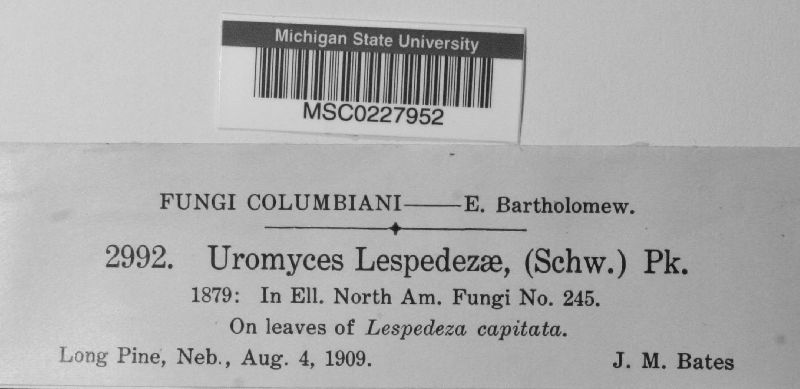 Michigan State University
MSC0227952
FUNGI COLUMBIANI——E. Bartholomew.
2992. Uromyces Lespedezæ, (Schw.) Pk.
1879: In Ell. North Am. Fungi No. 245.
On leaves of Lespedeza capitata.
Long Pine, Neb., Aug. 4, 1909. J. M. Bates